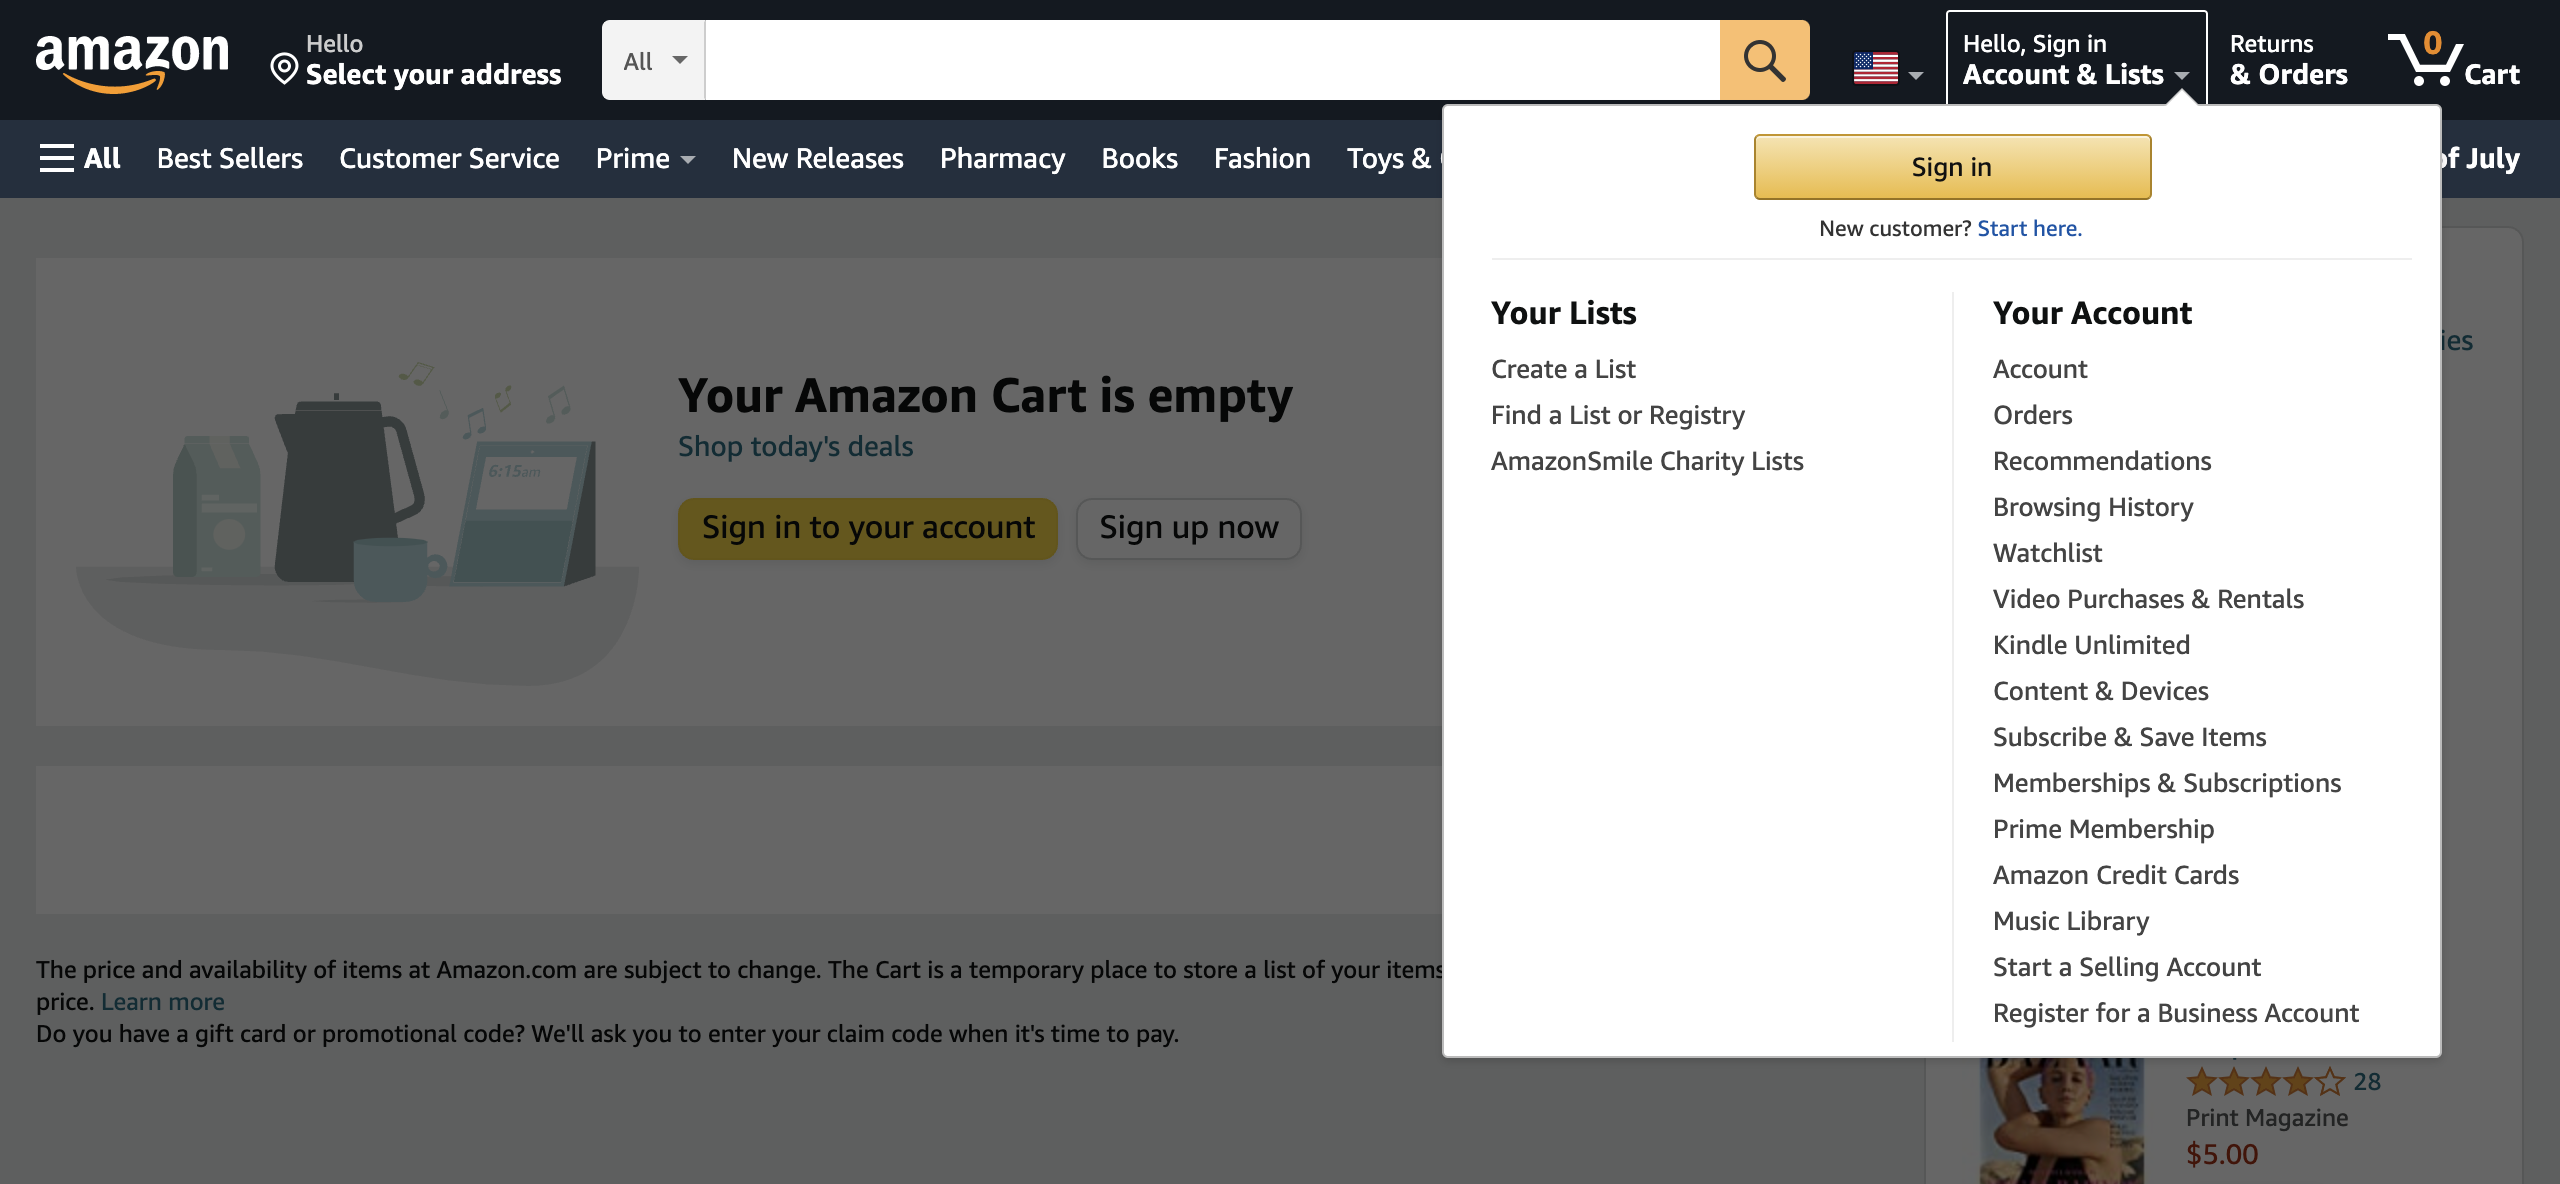 amazon
Hello
Select your address
All
Hello, Sign in
Account & Lists
Returns
& Orders
0
Cart
All
Best Sellers
Customer Service
Prime
New Releases
Pharmacy
Books
Fashion
Toys &
of July
Sign in
New customer? Start here.
Your Lists
Create a List
Find a List or Registry
AmazonSmile Charity Lists
Your Account
Account
Orders
Recommendations
Browsing History
Watchlist
Video Purchases & Rentals
Kindle Unlimited
Content & Devices
Subscribe & Save Items
Memberships & Subscriptions
Prime Membership
Amazon Credit Cards
Music Library
Start a Selling Account
Register for a Business Account
6:15am
Your Amazon Cart is empty
Shop today's deals
Sign in to your account
Sign up now
The price and availability of items at Amazon.com are subject to change. The Cart is a temporary place to store a list of your items
price. Learn more
Do you have a gift card or promotional code? We'll ask you to enter your claim code when it's time to pay.
28
Print Magazine
$5.00